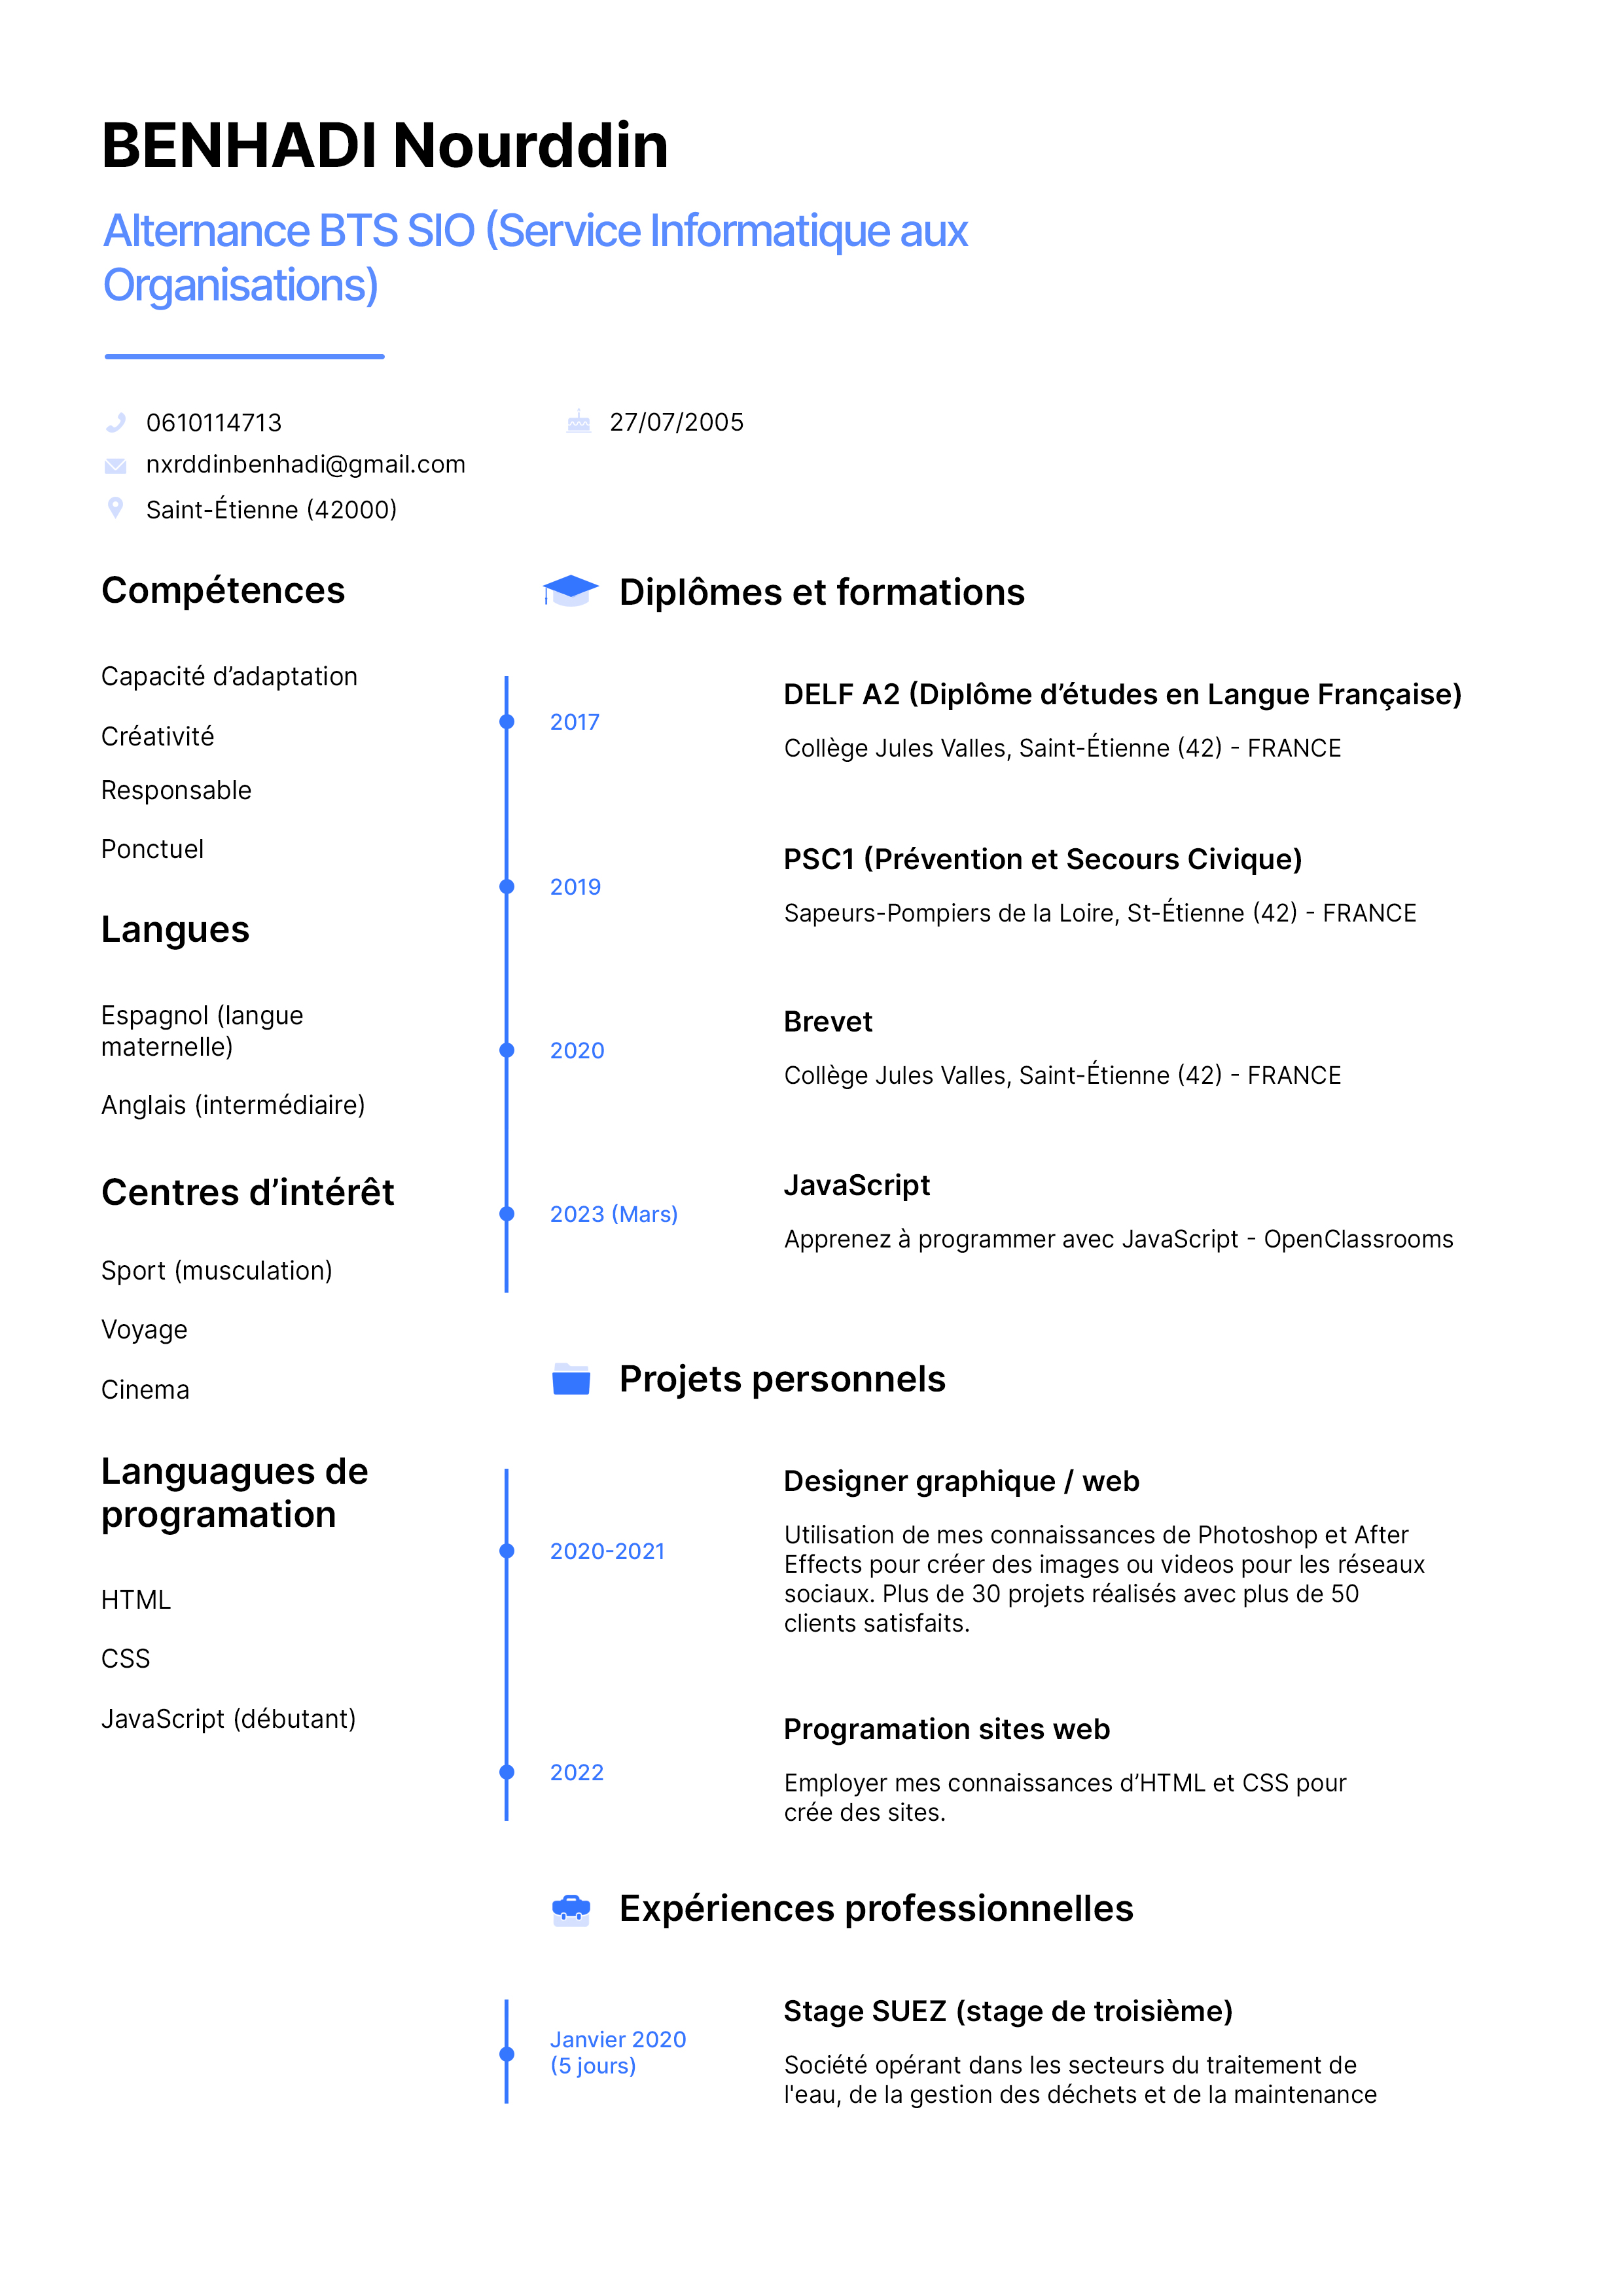 BENHADI Nourddin
Alternance BTS SIO (Service Informatique aux
Organisations)
0610114713
27/07/2005
nxrddinbenhadi@gmail.com
Saint-Étienne (42000)
Compétences
Capacité d’adaptation
Créativité
Responsable
Ponctuel
Langues
Espagnol (langue
maternelle)
Anglais (intermédiaire)
Centres d’intérêt
Sport (musculation)
Voyage
Cinema
Languagues de
programation
HTML
CSS
JavaScript (débutant)
Diplômes et formations
2017
DELF A2 (Diplôme d’études en Langue Française)
Collège Jules Valles, Saint-Étienne (42) - FRANCE
2019
PSC1 (Prévention et Secours Civique)
Sapeurs-Pompiers de la Loire, St-Étienne (42) - FRANCE
2020
Brevet
Collège Jules Valles, Saint-Étienne (42) - FRANCE
2023 (Mars)
JavaScript
Apprenez à programmer avec JavaScript - OpenClassrooms
Projets personnels
2020-2021
Designer graphique / web
Utilisation de mes connaissances de Photoshop et After
Effects pour créer des images ou videos pour les réseaux
sociaux. Plus de 30 projets réalisés avec plus de 50
clients satisfaits.
2022
Programation sites web
Employer mes connaissances d’HTML et CSS pour
crée des sites.
Expériences professionnelles
Janvier 2020
(5 jours)
Stage SUEZ (stage de troisième)
Société opérant dans les secteurs du traitement de
l'eau, de la gestion des déchets et de la maintenance